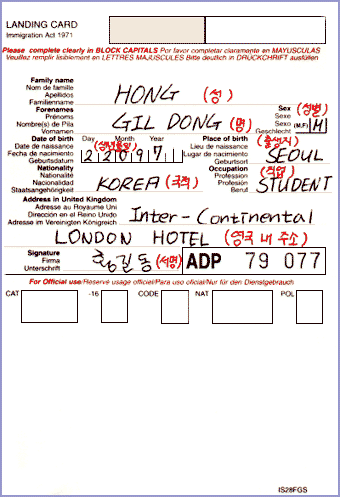 LANDING CARD
Immigration Act 1971
Please complete clearly in BLOCK CAPITALS Por favor completar claramente en MAYUSCULAS
Veuillez remplir lisiblement en LETTRES MAJUSCULES Bitte deutlich in DRUCKSCHRIFT ausfüllen
Family name
Nom de famille
Apellidos
Familienname
HONG (성)
Forenames
Prénoms
Nombre(s) de Pila
Vornamen
GIL DONG (명)
Sex (성별)
Sexe
Sexo
Geschlecht
(M,F) M
Date of birth Day Month Year
Date de naissance (생년월일)
Fecha de nacimiento
Geburtsdatum
2 2 0 9 7
Place of birth (출생지)
Lieu de naissance
Lugar de nacimiento
Geburtsort
SEOUL
Nationality
Nationalité
Nacionalidad
Staatsangehörigkeit
KOREA (국적)
Occupation (직업)
Profession
Profesión
Beruf
STUDENT
Address in United Kingdom
Adresse au Royaume Uni
Dirección en el Reino Unido
Adresse im Vereinigten Königreich
Inter-Continental
LONDON HOTEL (영국 내 주소)
Signature
Firma
Unterschrift
홍길동 (서명)
ADP 79 077
For Official use/Reserve usage officiel/Para uso oficial/Nur für den Dienstgebrauch
CAT -16 CODE NAT POL
IS28FGS